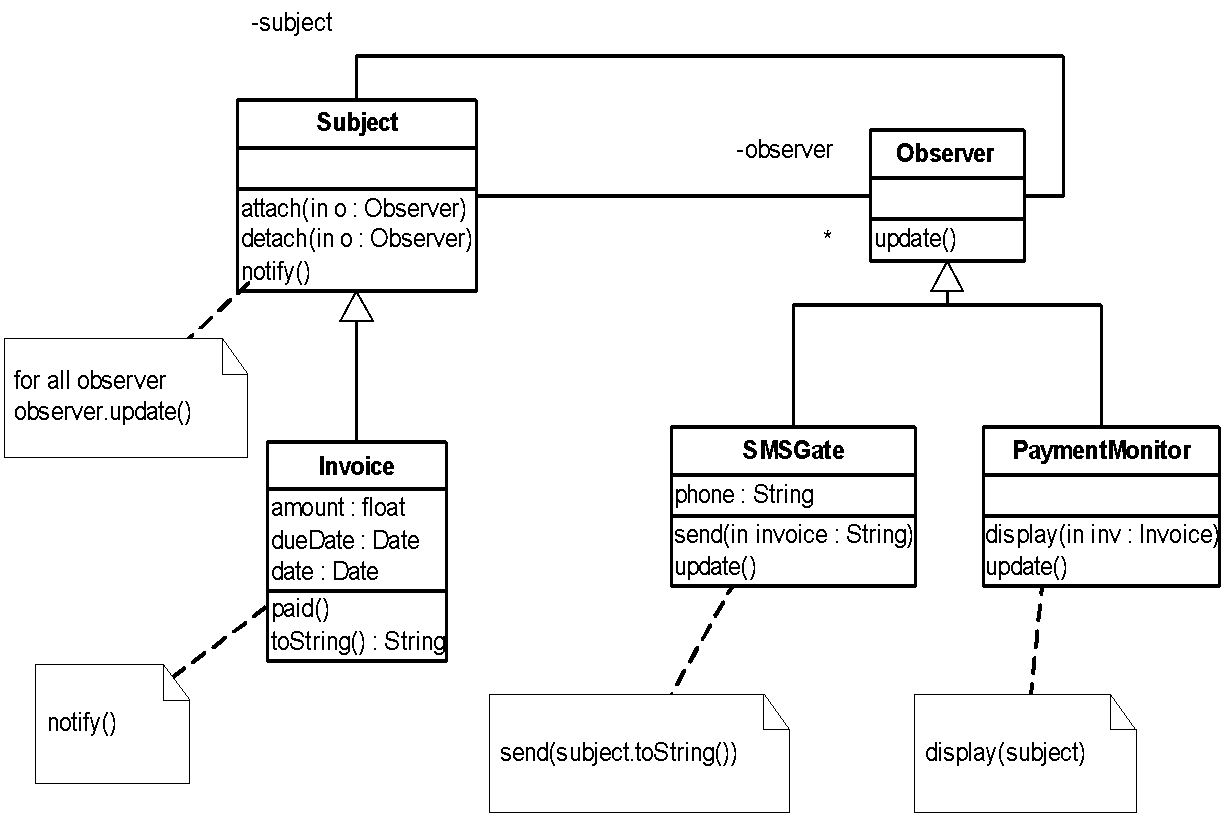 -subject
Subject
attach(in o : Observer)
detach(in o : Observer)
notify()
-observer
*
Observer
update()
for all observer
observer.update()
Invoice
amount : float
dueDate : Date
date : Date
paid()
toString() : String
notify()
SMSGate
phone : String
send(in invoice : String)
update()
send(subject.toString())
PaymentMonitor
display(in inv : Invoice)
update()
display(subject)